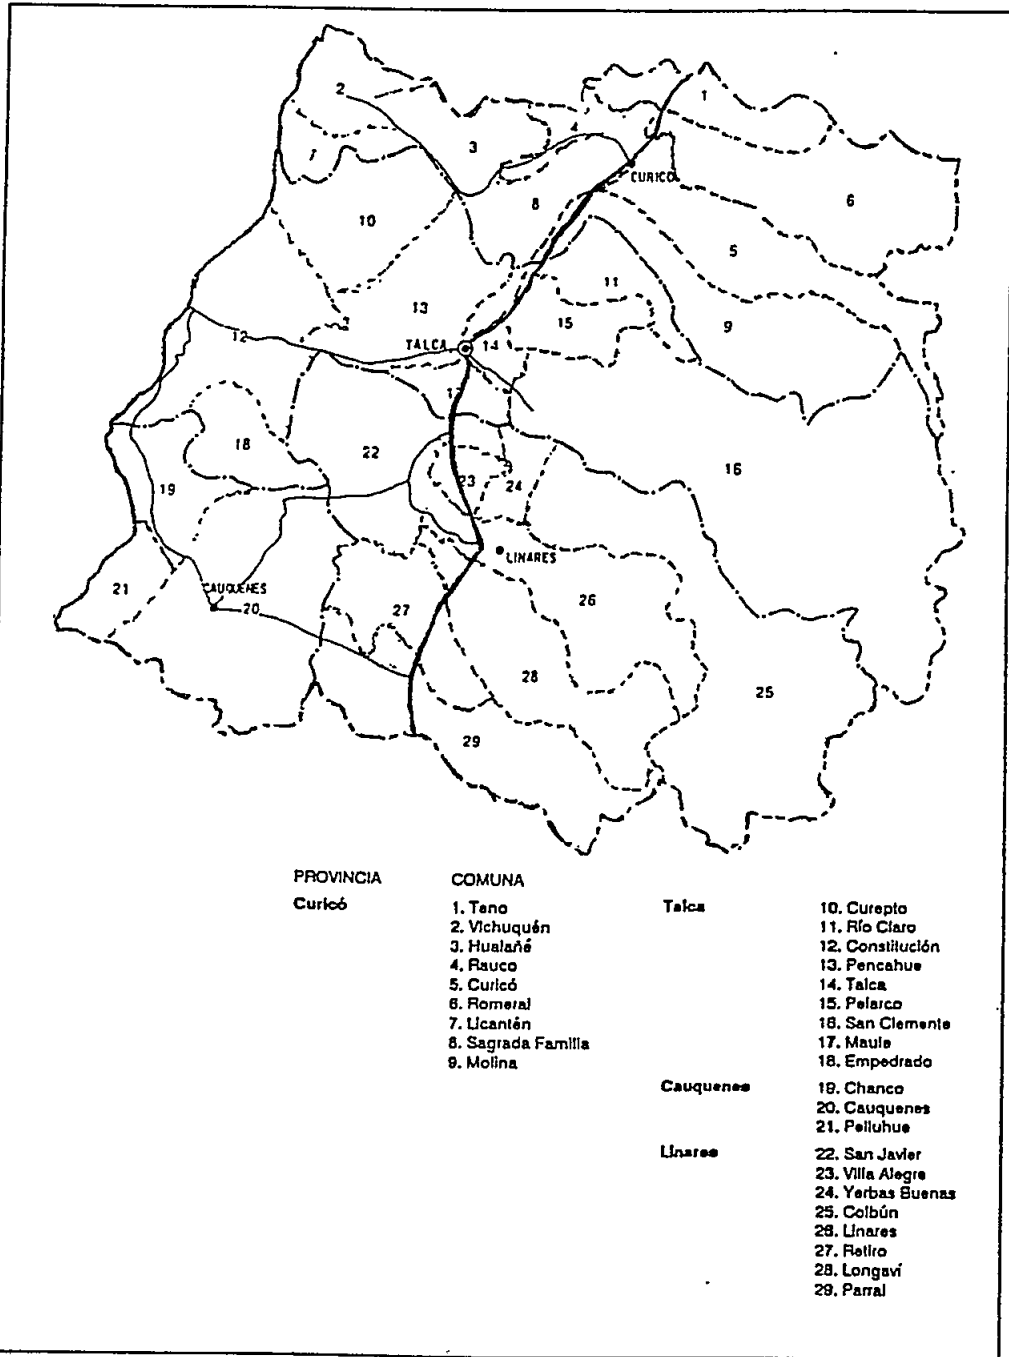 1
2
4
3
7
CURICO
6
8
10
5
11
13
15
9
12
TALCA
14
17
18
22
16
23
24
19
LINARES
21
CAUQUENES
20
27
26
28
25
29
PROVINCIA COMUNA
Curicó
1. Teno
2. Vichuquén
3. Hualañé
4. Rauco
5. Curicó
6. Romeral
7. Licantén
8. Sagrada Familia
9. Molina
Talca
10. Curepto
11. Río Claro
12. Constitución
13. Pencahue
14. Talca
15. Pelarco
16. San Clemente
17. Maule
18. Empedrado
Cauquenes
19. Chanco
20. Cauquenes
21. Pelluhue
Linares
22. San Javier
23. Villa Alegre
24. Yerbas Buenas
25. Colbún
26. Linares
27. Retiro
28. Longaví
29. Parral